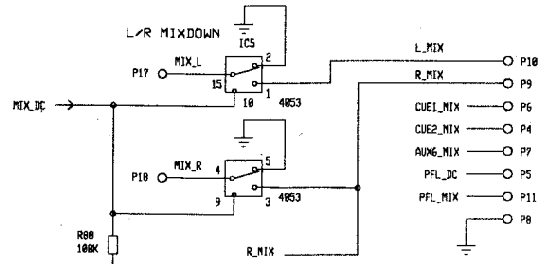 L/R MIXDOWN
IC5
MIX_L
2
P17
15
1
10
4053
L_MIX
P10
R_MIX
P9
MIX_DC
CUE1_MIX
P6
CUE2_MIX
P4
AUX6_MIX
P7
PFL_DC
P5
PFL_MIX
P11
P8
MIX_R
5
P18
4
9
3
4053
R80
100K
R_MIX